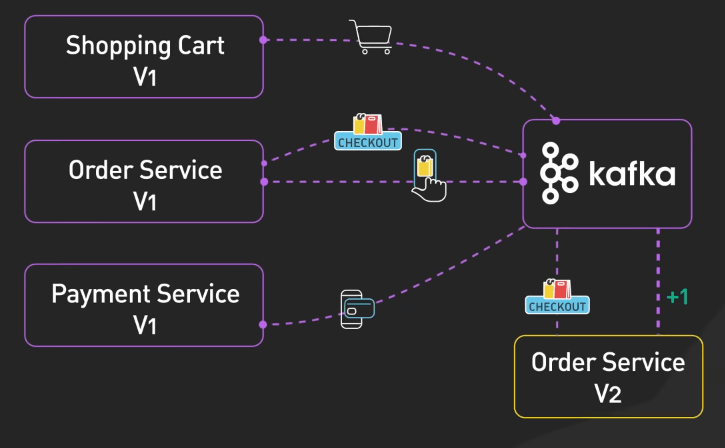 Shopping Cart
V1
CHECKOUT
Order Service
V1
kafka
Payment Service
V1
CHECKOUT
+1
Order Service
V2